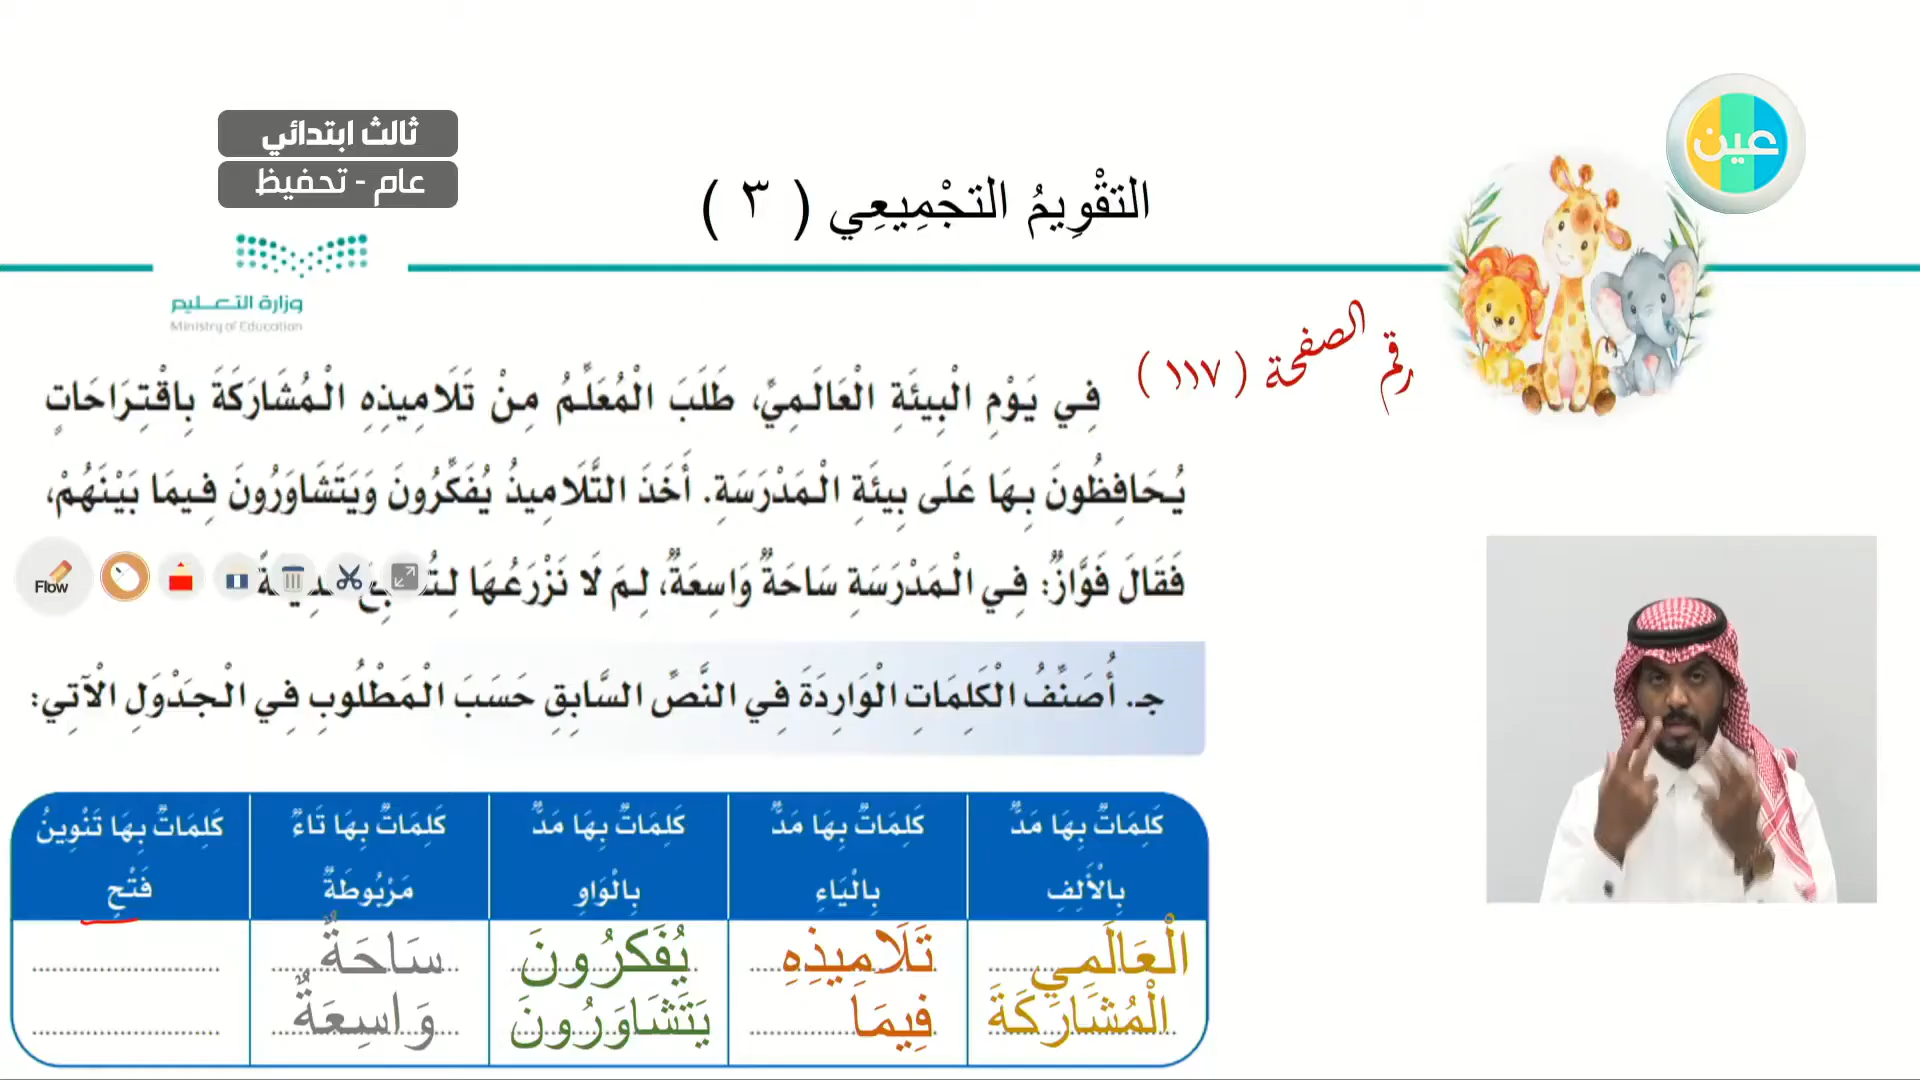 عين
ثالث ابتدائي
عام - تحفيظ
التقْوِيمُ التجْمِيعِي ( ٣ )
وزارة التعليم
Ministry of Education
رقم الصفحة ( ١١٧ )
فِي يَوْمِ الْبِيئَةِ الْعَالَمِيِّ، طَلَبَ الْمُعَلِّمُ مِنْ تَلَامِيذِهِ الْمُشَارَكَةَ بِاقْتِرَاحَاتٍ
يُحَافِظُونَ بِهَا عَلَى بِيئَةِ الْمَدْرَسَةِ. أَخَذَ التَّلَامِيذُ يُفَكِّرُونَ وَيَتَشَاوَرُونَ فِيمَا بَيْنَهُمْ،
فَقَالَ فَوَّازٌ: فِي الْمَدْرَسَةِ سَاحَةٌ وَاسِعَةٌ، لِمَ لَا نَزْرَعُهَا
Flow
جـ. أُصَنِّفُ الْكَلِمَاتِ الْوَارِدَةَ فِي النَّصِّ السَّابِقِ حَسَبَ الْمَطْلُوبِ فِي الْجَدْوَلِ الْآتِي:
كَلِمَاتٌ بِهَا مَدٌّ بِالْأَلِفِ
كَلِمَاتٌ بِهَا مَدٌّ بِالْيَاءِ
كَلِمَاتٌ بِهَا مَدٌّ بِالْوَاوِ
كَلِمَاتٌ بِهَا تَاءٌ مَرْبُوطَةٌ
كَلِمَاتٌ بِهَا تَنْوِينُ فَتْحٍ
الْعَالَمِي تَلَامِيذِهِ يُفَكرُونَ سَاحَةٌ
الْمُشَارَكَةَ فِيمَا يَتَشَاوَرُونَ وَاسِعَةٌ